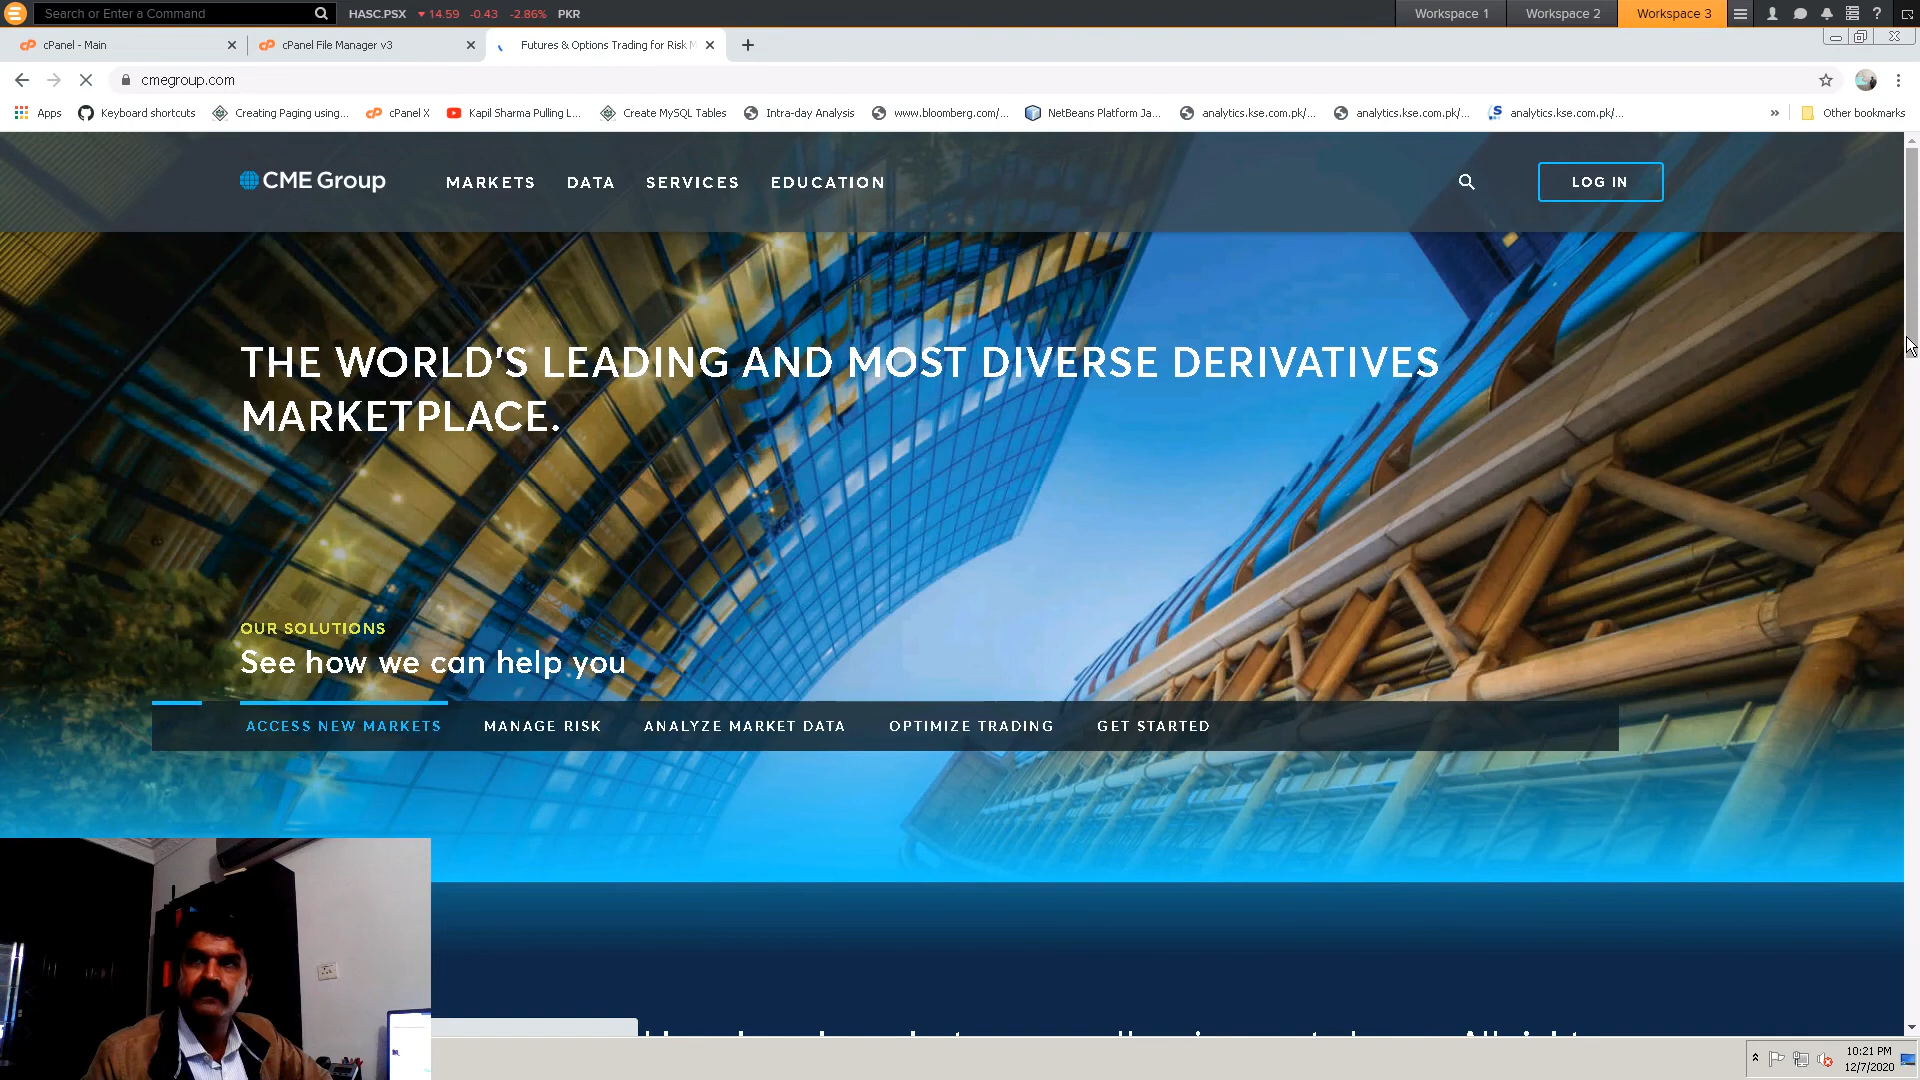 Search or Enter a Command
HASC.PSX 14.59 -0.43 -2.86% PKR
Workspace 1
Workspace 2
Workspace 3
cPanel - Main
cPanel File Manager v3
Futures & Options Trading for Risk
cmegroup.com
Apps
Keyboard shortcuts
Creating Paging using...
cPanel X
Kapil Sharma Pulling L...
Create MySQL Tables
Intra-day Analysis
www.bloomberg.com/...
NetBeans Platform Ja...
analytics.kse.com.pk/...
analytics.kse.com.pk/...
analytics.kse.com.pk/...
»
Other bookmarks
CME Group
MARKETS
DATA
SERVICES
EDUCATION
LOG IN
THE WORLD'S LEADING AND MOST DIVERSE DERIVATIVES
MARKETPLACE.
OUR SOLUTIONS
See how we can help you
ACCESS NEW MARKETS
MANAGE RISK
ANALYZE MARKET DATA
OPTIMIZE TRADING
GET STARTED
10:21 PM
12/7/2020